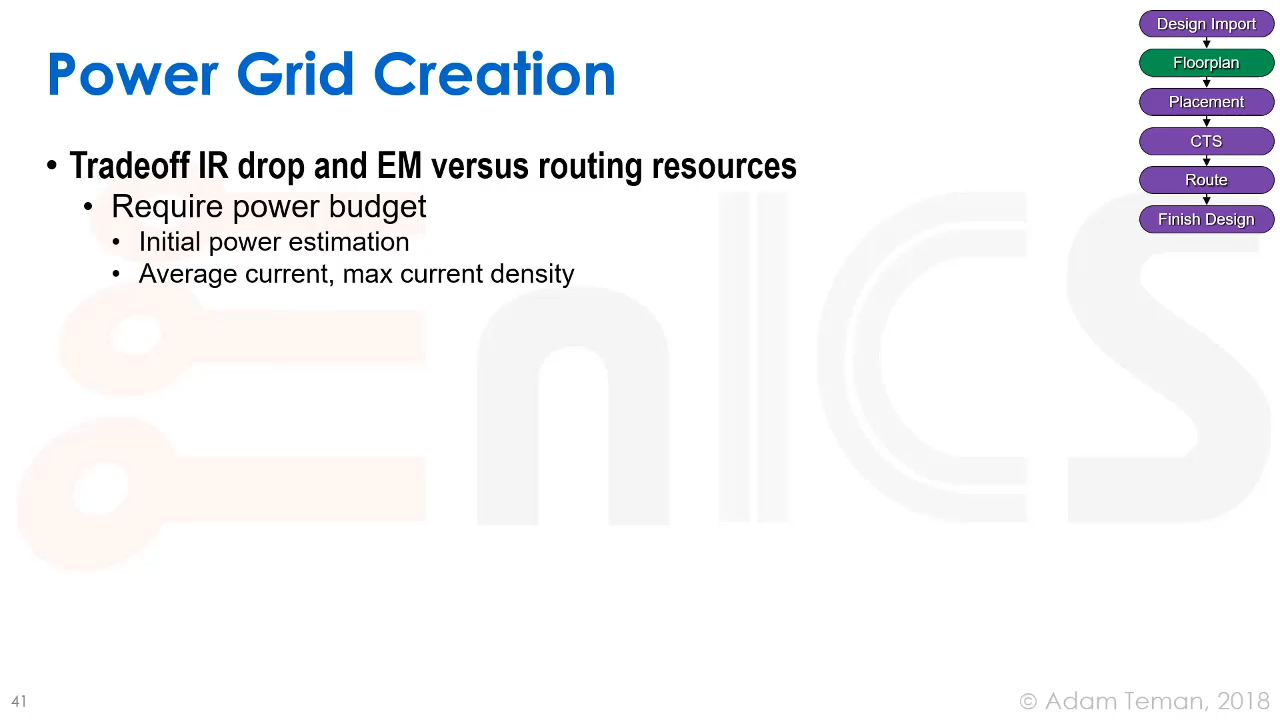 Power Grid Creation
• Tradeoff IR drop and EM versus routing resources
• Require power budget
• Initial power estimation
• Average current, max current density
Design Import
Floorplan
Placement
CTS
Route
Finish Design
EnICS
41
© Adam Teman, 2018